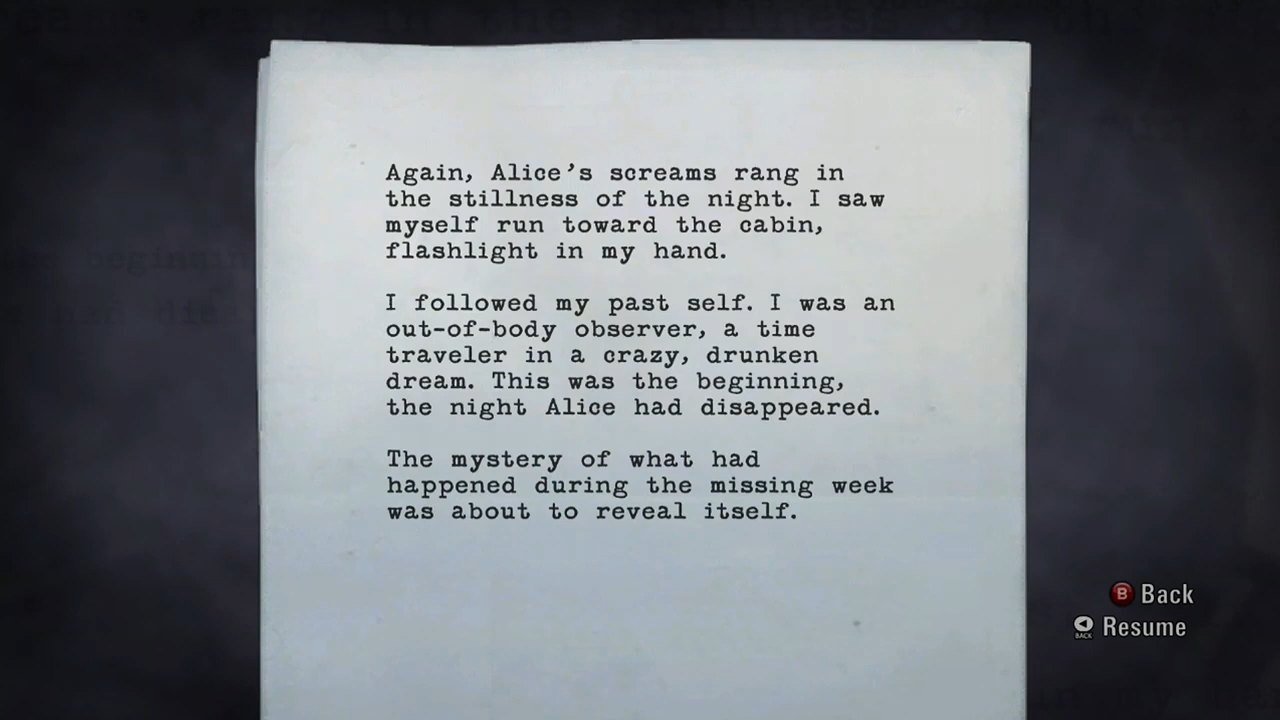 Again, Alice's screams rang in
the stillness of the night. I saw
myself run toward the cabin,
flashlight in my hand.
I followed my past self. I was an
out-of-body observer, a time
traveler in a crazy, drunken
dream. This was the beginning,
the night Alice had disappeared.
The mystery of what had
happened during the missing week
was about to reveal itself.
B Back
BACK Resume